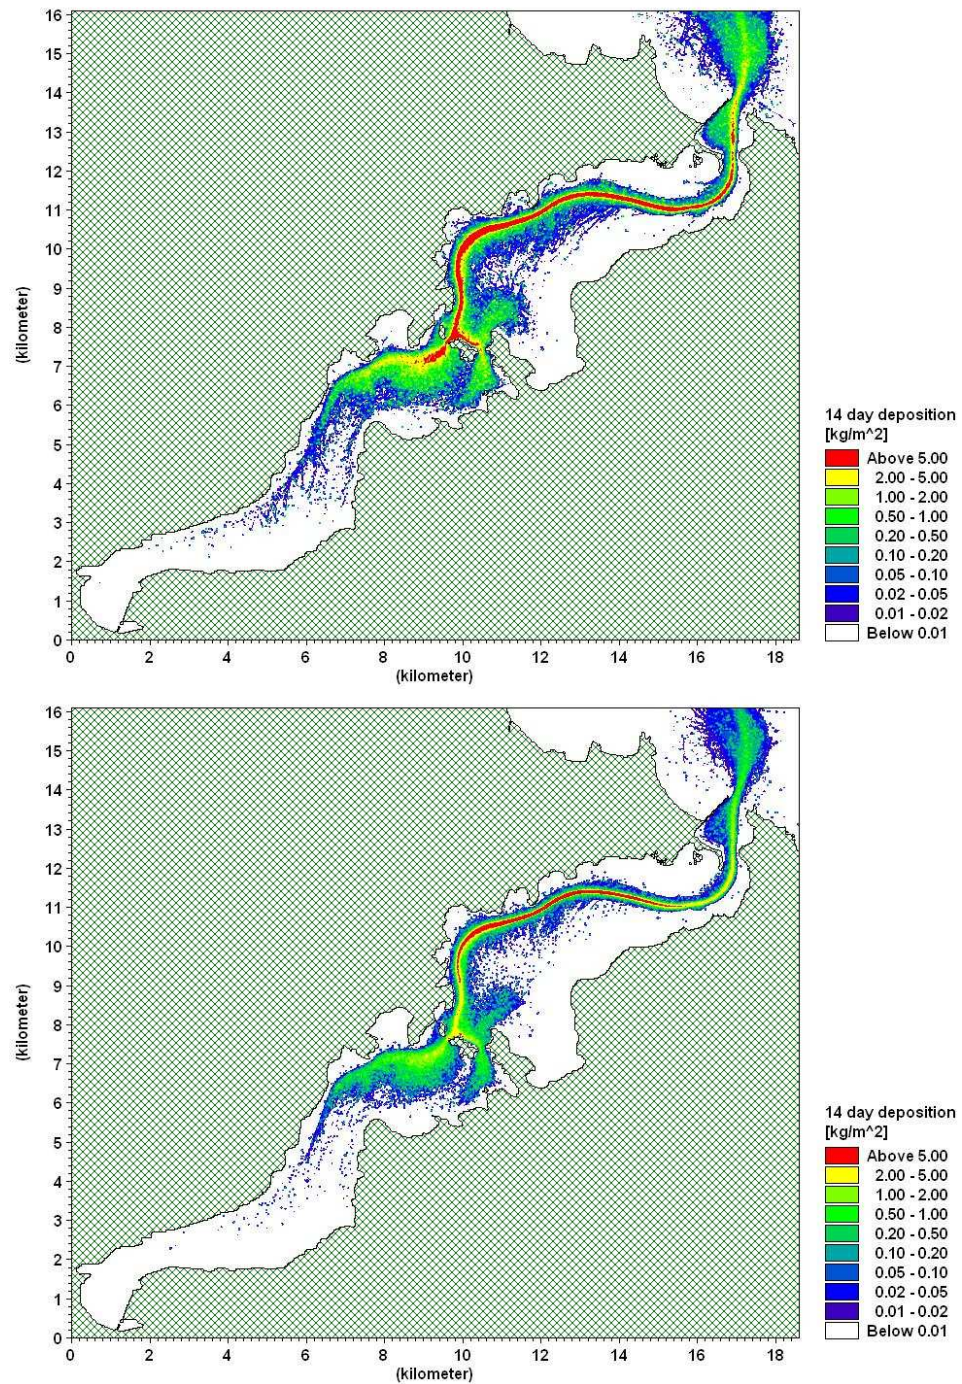 16
15
14
13
12
11
10
9
8
7
6
5
4
3
2
1
0
(kilometer)
0 2 4 6 8 10 12 14 16 18
(kilometer)
14 day deposition
[kg/m^2]
Above 5.00
2.00 - 5.00
1.00 - 2.00
0.50 - 1.00
0.20 - 0.50
0.10 - 0.20
0.05 - 0.10
0.02 - 0.05
0.01 - 0.02
Below 0.01
16
15
14
13
12
11
10
9
8
7
6
5
4
3
2
1
0
(kilometer)
0 2 4 6 8 10 12 14 16 18
(kilometer)
14 day deposition
[kg/m^2]
Above 5.00
2.00 - 5.00
1.00 - 2.00
0.50 - 1.00
0.20 - 0.50
0.10 - 0.20
0.05 - 0.10
0.02 - 0.05
0.01 - 0.02
Below 0.01